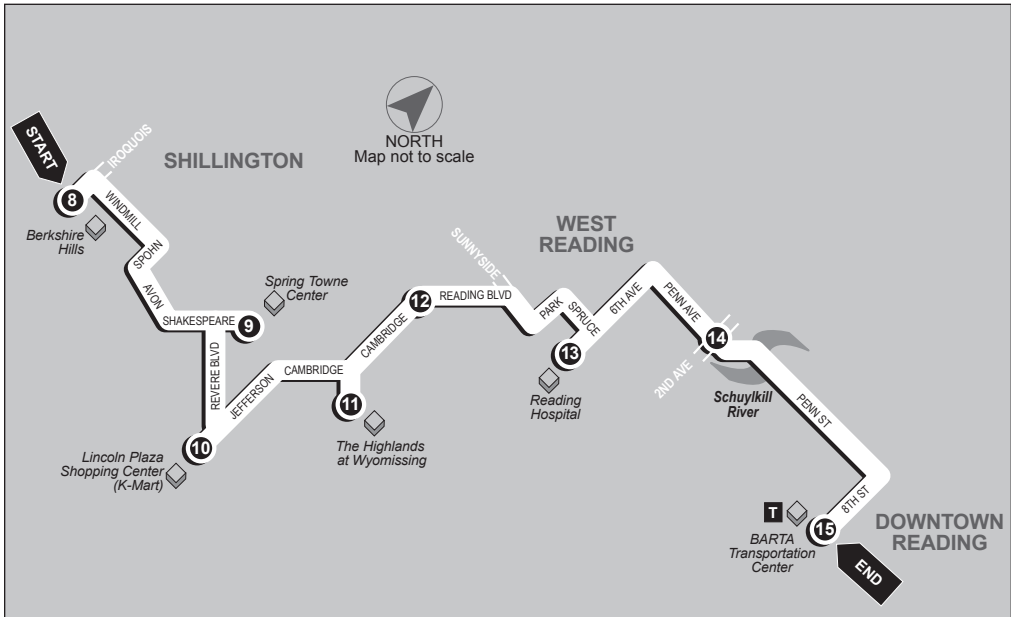 START
IROQUOIS
SHILLINGTON
NORTH
Map not to scale
8
WINDMILL
Berkshire
Hills
SPOHN
AVON
SHAKESPEARE
9
Spring Towne
Center
REVERE BLVD
10
Lincoln Plaza
Shopping Center
(K-Mart)
JEFFERSON
CAMBRIDGE
11
The Highlands
at Wyomissing
CAMBRIDGE
12
READING BLVD
SUNNYSIDE
WEST
READING
PARK
SPRUCE
13
Reading
Hospital
6TH AVE
PENN AVE
14
2ND AVE
Schuylkill
River
PENN ST
8TH ST
DOWNTOWN
READING
T
15
BARTA
Transportation
Center
END